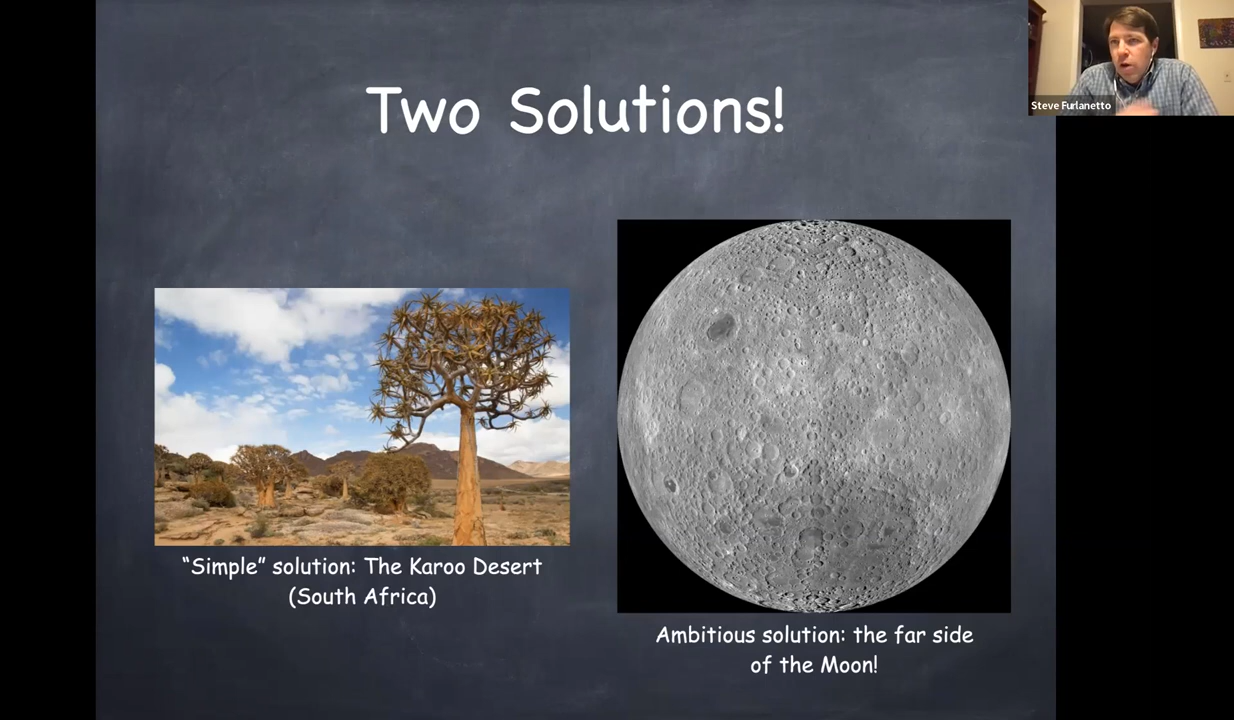 Steve Furlanetto
Two Solutions!
“Simple” solution: The Karoo Desert
(South Africa)
Ambitious solution: the far side
of the Moon!